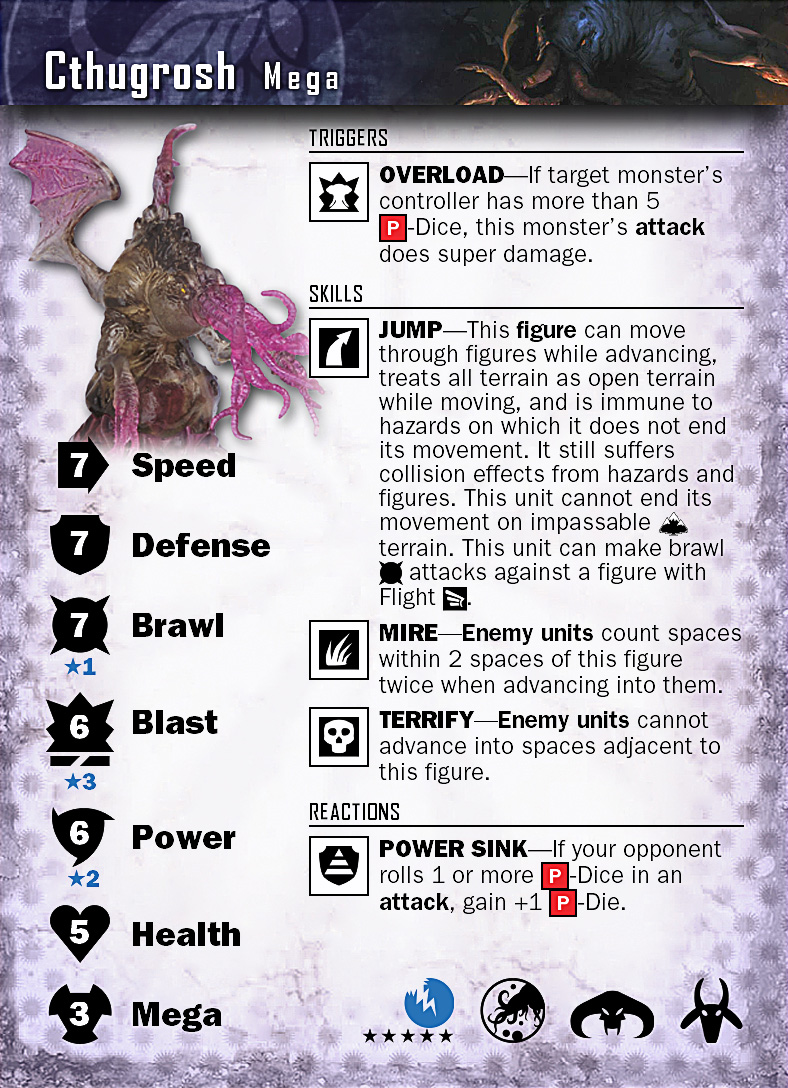 Cthugrosh Mega
TRIGGERS
OVERLOAD—If target monster's
controller has more than 5
P-Dice, this monster's attack
does super damage.
SKILLS
JUMP—This figure can move
through figures while advancing,
treats all terrain as open terrain
while moving, and is immune to
hazards on which it does not end
its movement. It still suffers
collision effects from hazards and
figures. This unit cannot end its
movement on impassable
terrain. This unit can make brawl
attacks against a figure with
Flight .
MIRE—Enemy units count spaces
within 2 spaces of this figure
twice when advancing into them.
TERRIFY—Enemy units cannot
advance into spaces adjacent to
this figure.
REACTIONS
POWER SINK—If your opponent
rolls 1 or more P-Dice in an
attack, gain +1 P-Die.
7 Speed
7 Defense
7 Brawl
★1
6 Blast
★3
6 Power
★2
5 Health
3 Mega
★★★★★